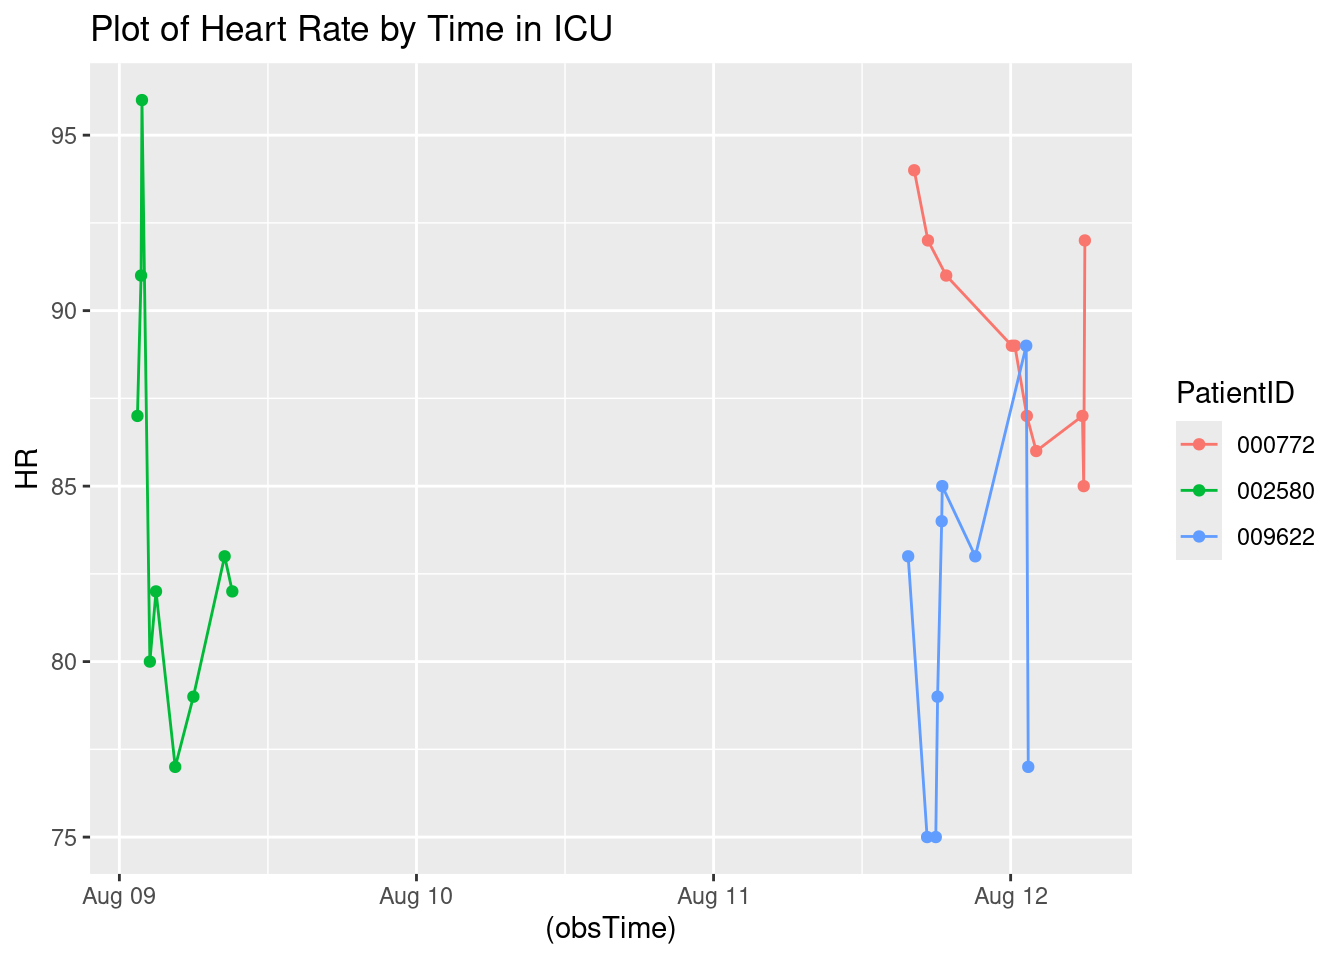 Plot of Heart Rate by Time in ICU
95
90
85
80
75
HR
Aug 09 Aug 10 Aug 11 Aug 12
(obsTime)
PatientID
000772
002580
009622